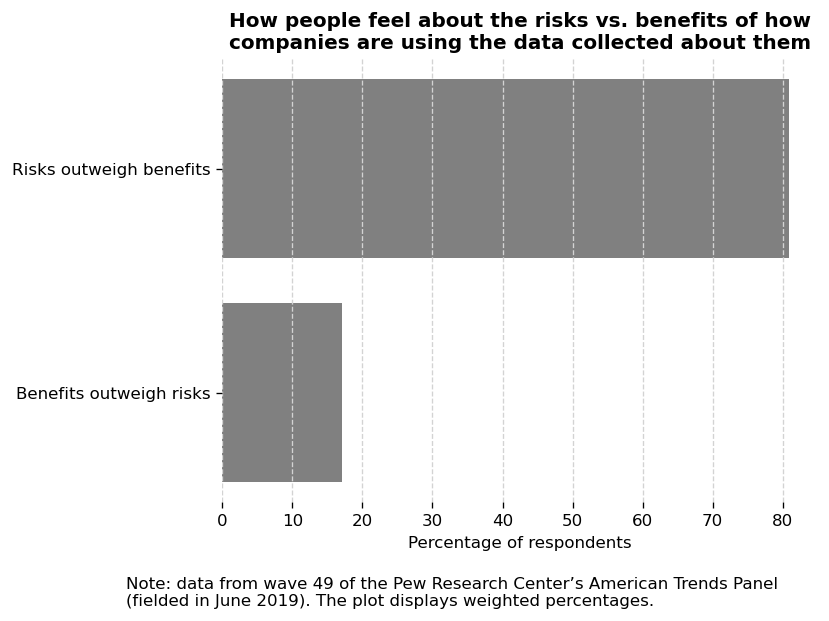 How people feel about the risks vs. benefits of how
companies are using the data collected about them
Risks outweigh benefits
Benefits outweigh risks
0 10 20 30 40 50 60 70 80
Percentage of respondents
Note: data from wave 49 of the Pew Research Center’s American Trends Panel
(fielded in June 2019). The plot displays weighted percentages.